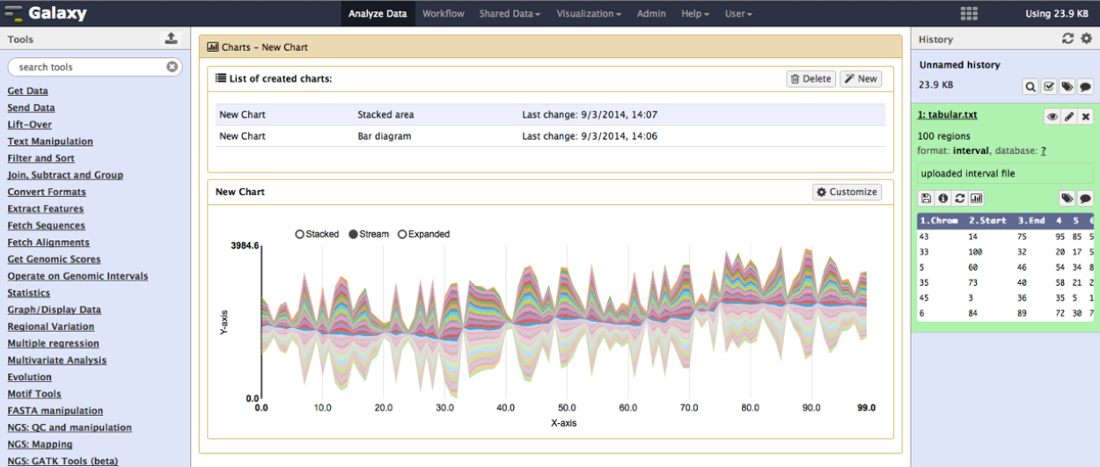 Galaxy
Analyze Data Workflow Shared Data Visualization Admin Help User
Using 23.9 KB
Tools
search tools
Get Data
Send Data
Lift-Over
Text Manipulation
Filter and Sort
Join, Subtract and Group
Convert Formats
Extract Features
Fetch Sequences
Fetch Alignments
Get Genomic Scores
Operate on Genomic Intervals
Statistics
Graph/Display Data
Regional Variation
Multiple regression
Multivariate Analysis
Evolution
Motif Tools
FASTA manipulation
NGS: QC and manipulation
NGS: Mapping
NGS: GATK Tools (beta)
Charts - New Chart
List of created charts:
Delete New
New Chart Stacked area Last change: 9/3/2014, 14:07
New Chart Bar diagram Last change: 9/3/2014, 14:06
New Chart
Customize
Stacked Stream Expanded
3984.6
Y-axis
0.0
0.0 10.0 20.0 30.0 40.0 50.0 60.0 70.0 80.0 90.0 99.0
X-axis
History
Unnamed history
23.9 KB
1: tabular.txt
100 regions
format: interval, database: ?
uploaded interval file
1.Chrom 2.Start 3.End 4 5
43 14 75 95 85 5
33 100 32 20 17 5
5 60 46 54 34 8
35 73 40 58 21 2
45 3 36 35 5 1
6 84 89 72 30 7